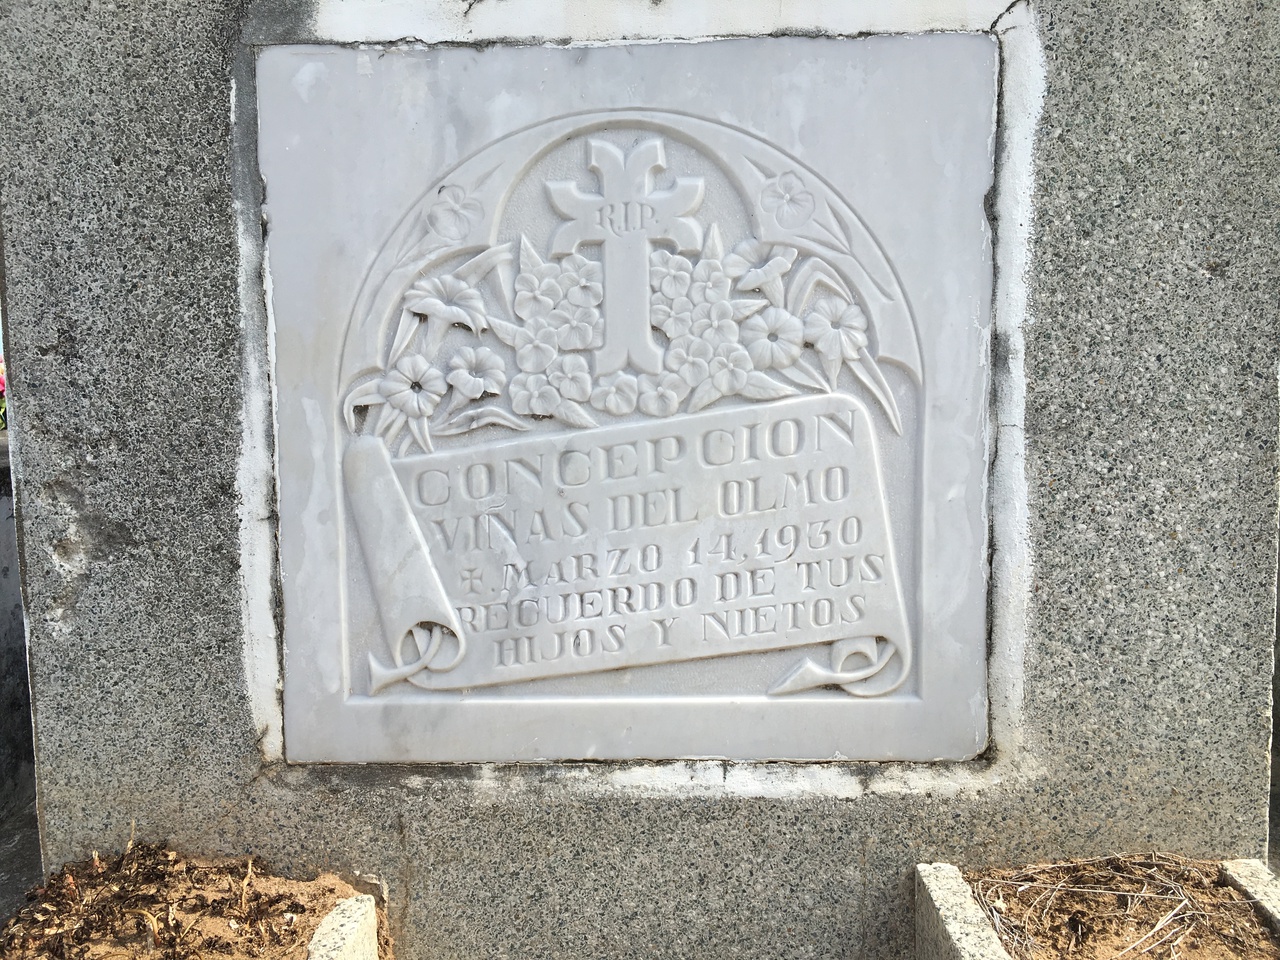 R.I.P.
CONCEPCION
VIÑAS DEL OLMO
✝. MARZO 14, 1930
RECUERDO DE TUS
HIJOS Y NIETOS